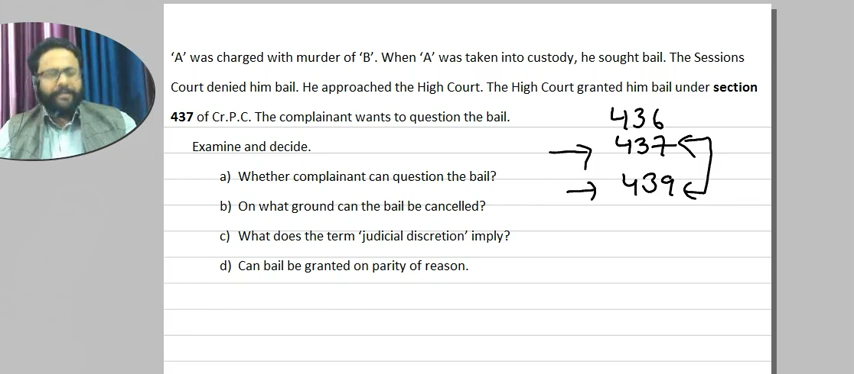 ‘A’ was charged with murder of ‘B’. When ‘A’ was taken into custody, he sought bail. The Sessions
Court denied him bail. He approached the High Court. The High Court granted him bail under section
437 of Cr.P.C. The complainant wants to question the bail.
436
Examine and decide.
437
a) Whether complainant can question the bail?
439
b) On what ground can the bail be cancelled?
c) What does the term ‘judicial discretion’ imply?
d) Can bail be granted on parity of reason.